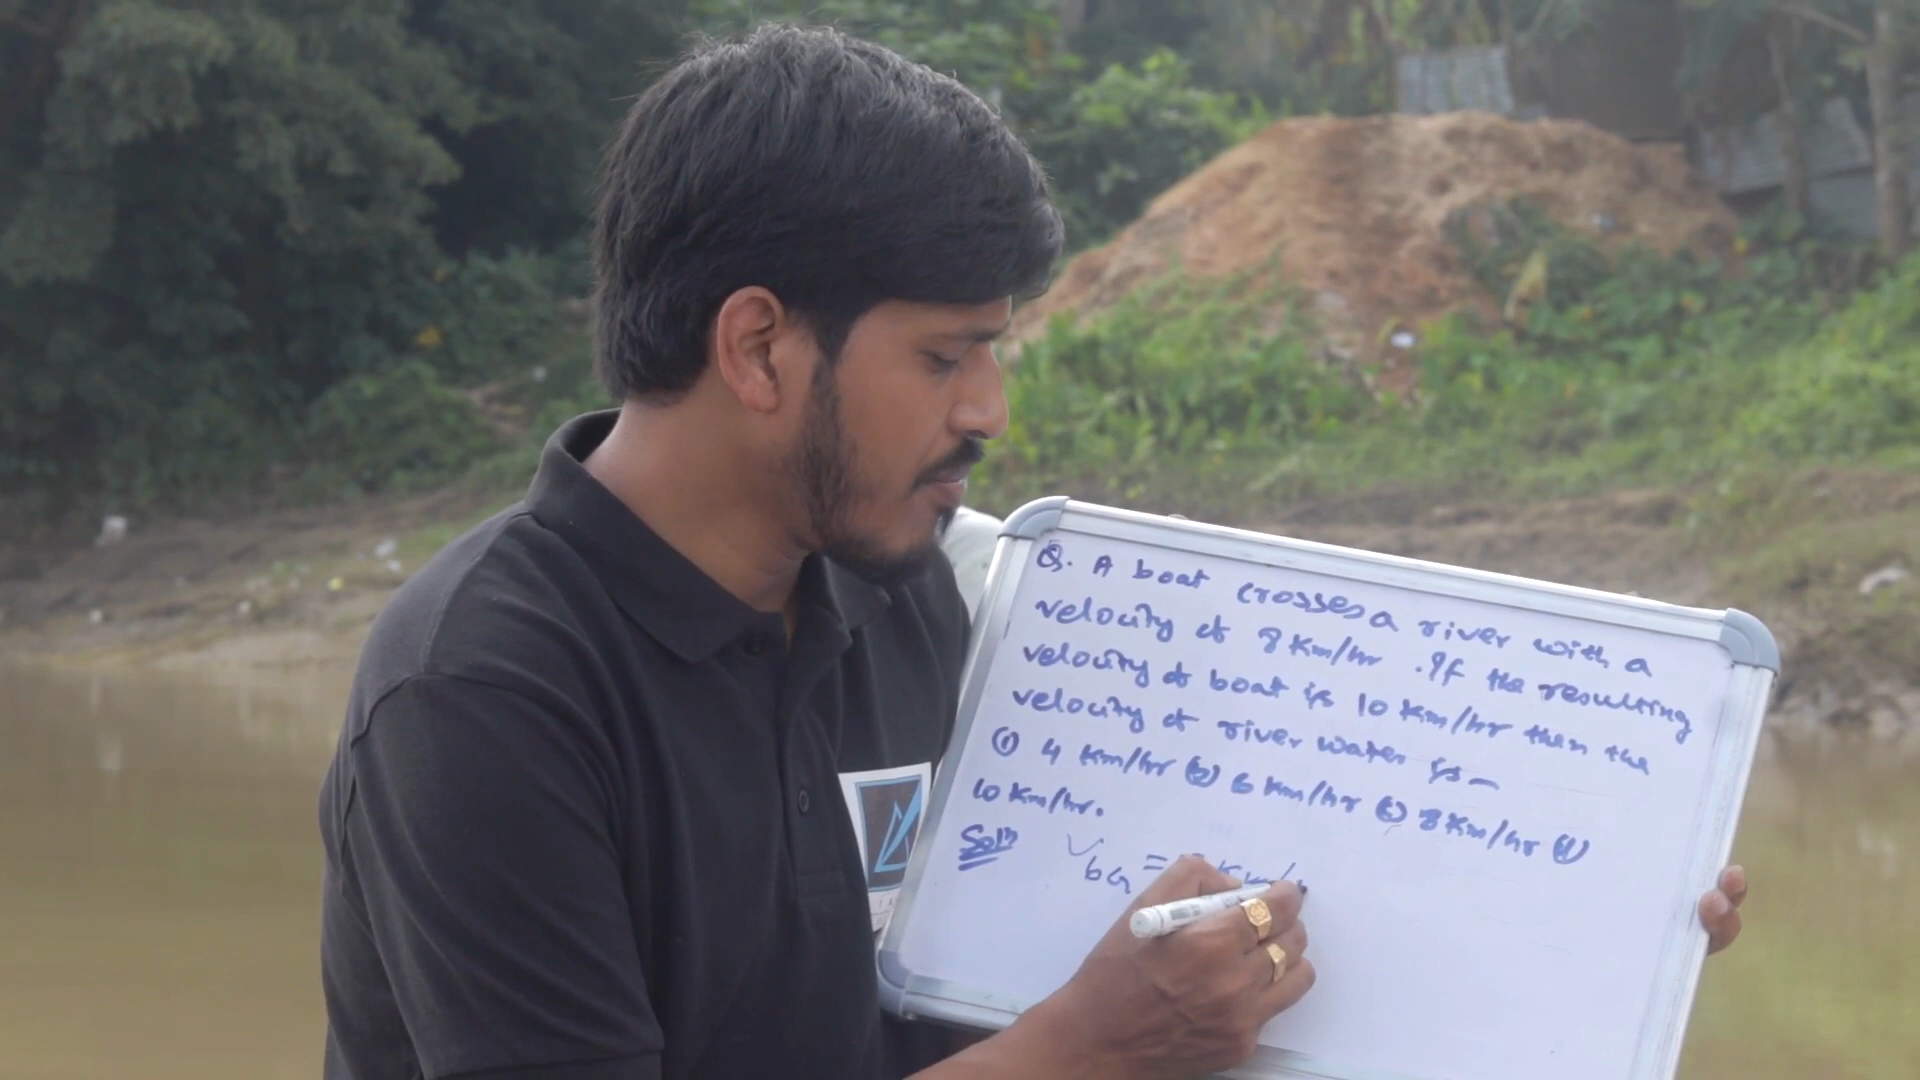 Q. A boat crosses a river with a
velocity of 8 Km/hr. If the resulting
velocity of boat is 10 Km/hr then the
velocity of river water is-
(1) 4 Km/hr (2) 6 Km/hr (3) 8 Km/hr (4)
10 Km/hr.
Soln VbG = Km/